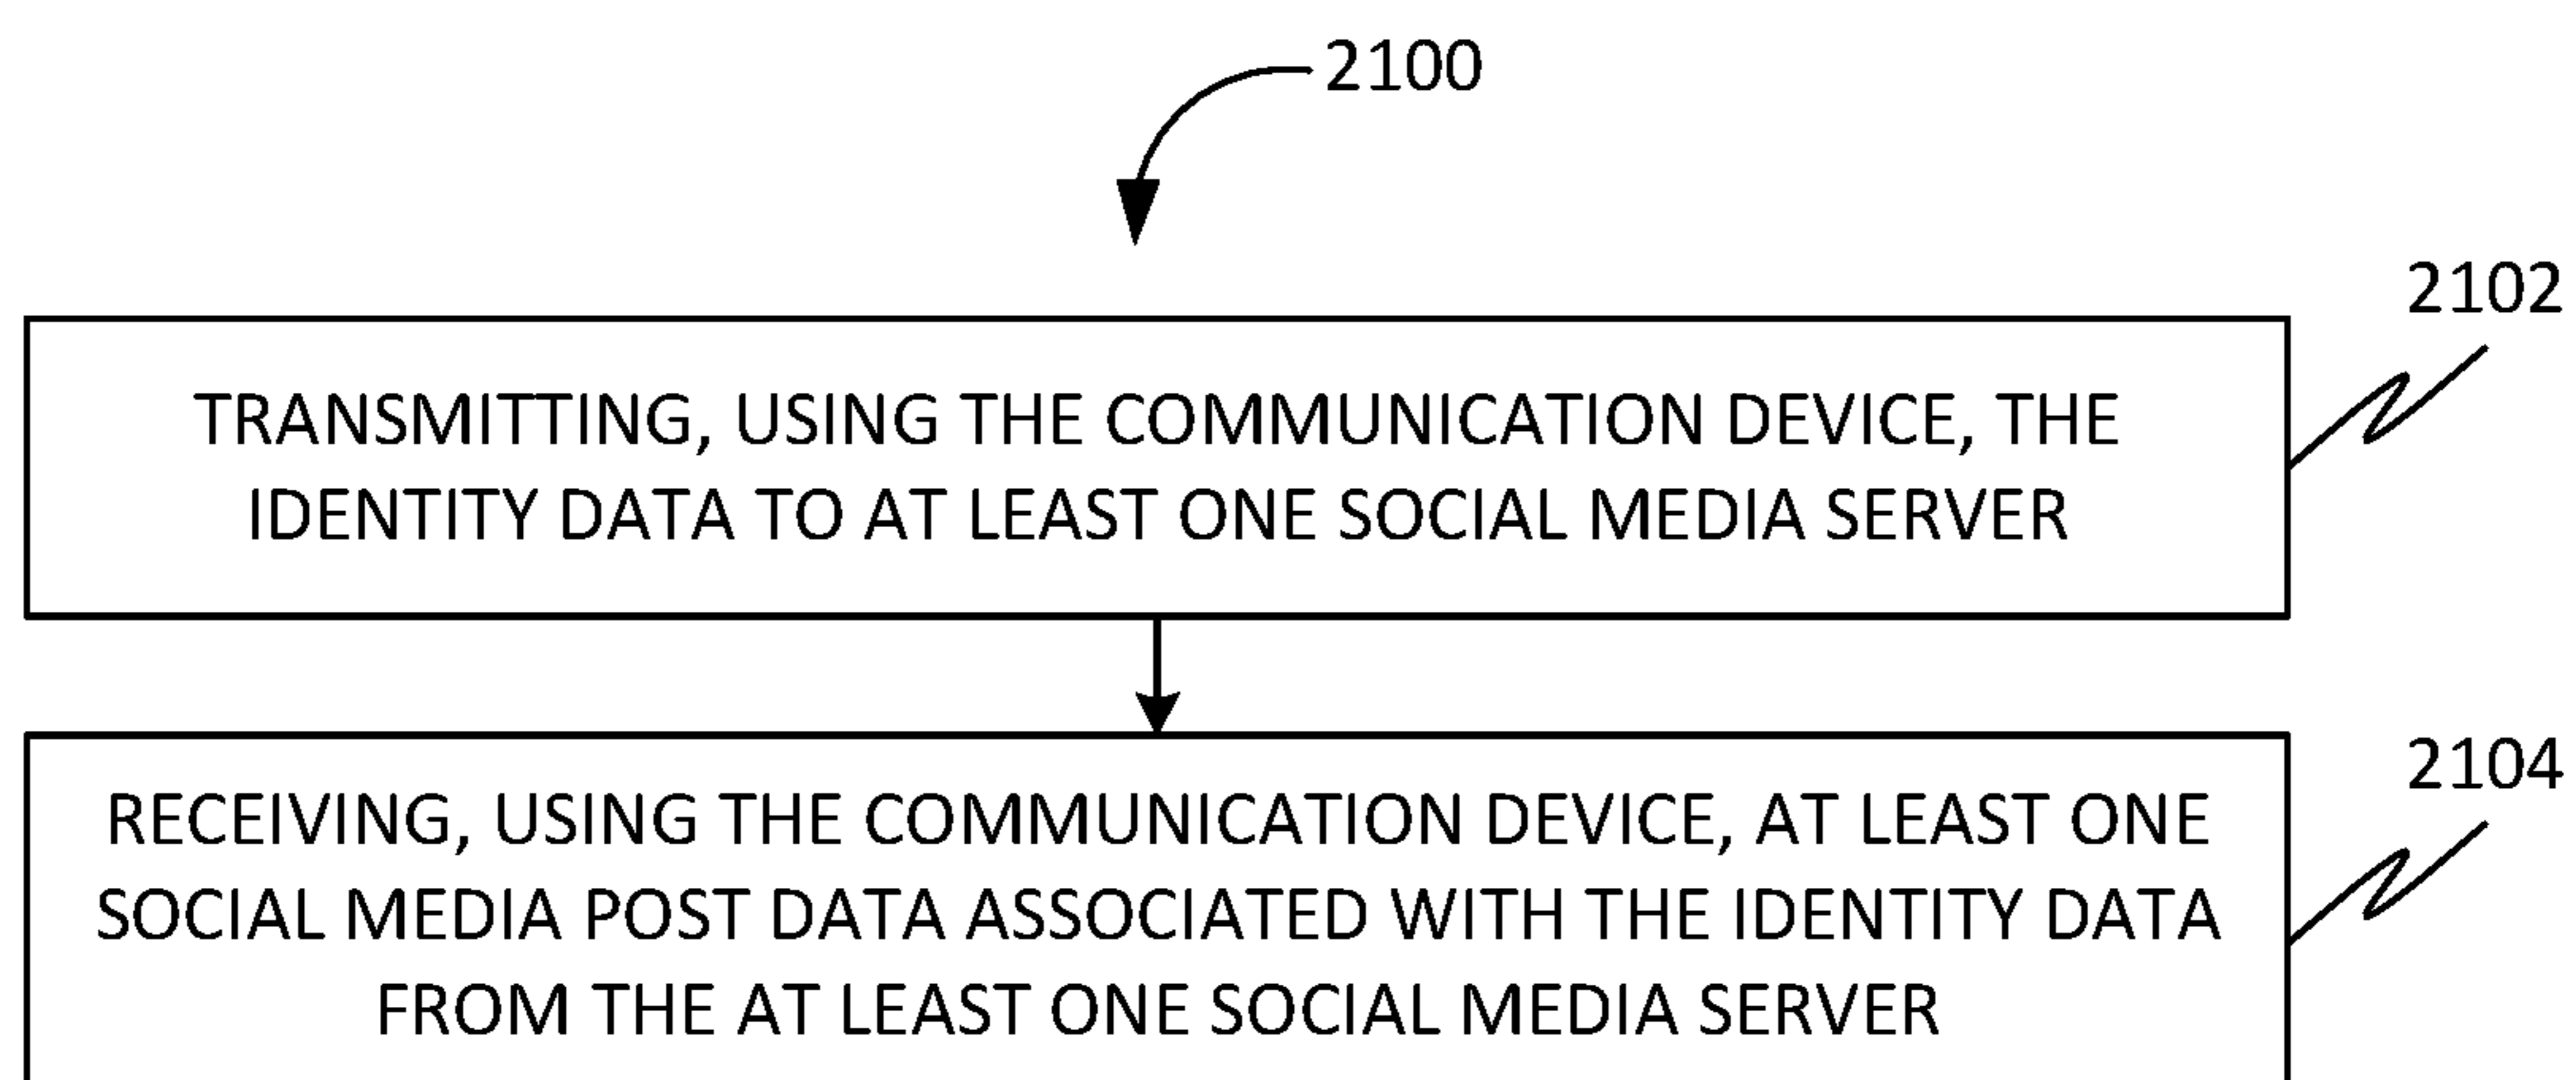 2100
2102
TRANSMITTING, USING THE COMMUNICATION DEVICE, THE
IDENTITY DATA TO AT LEAST ONE SOCIAL MEDIA SERVER
2104
RECEIVING, USING THE COMMUNICATION DEVICE, AT LEAST ONE
SOCIAL MEDIA POST DATA ASSOCIATED WITH THE IDENTITY DATA
FROM THE AT LEAST ONE SOCIAL MEDIA SERVER